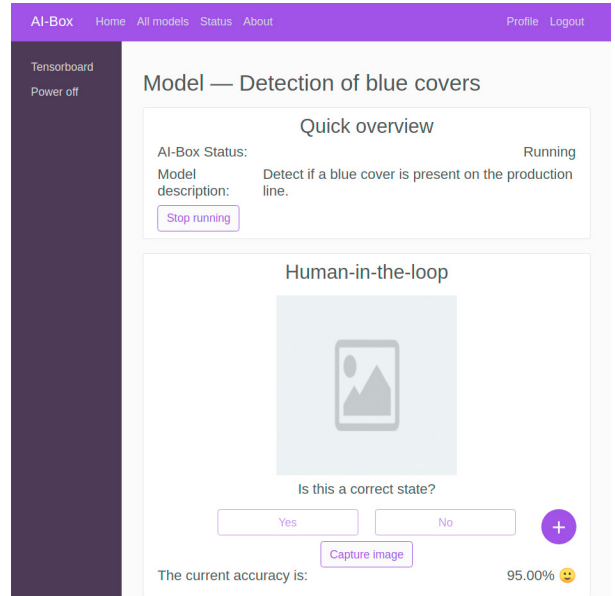 AI-Box Home All models Status About Profile Logout
Tensorboard
Power off
Model — Detection of blue covers
Quick overview
AI-Box Status: Running
Model description: Detect if a blue cover is present on the production line.
Stop running
Human-in-the-loop
Is this a correct state?
Yes No
+
Capture image
The current accuracy is: 95.00% 🙂